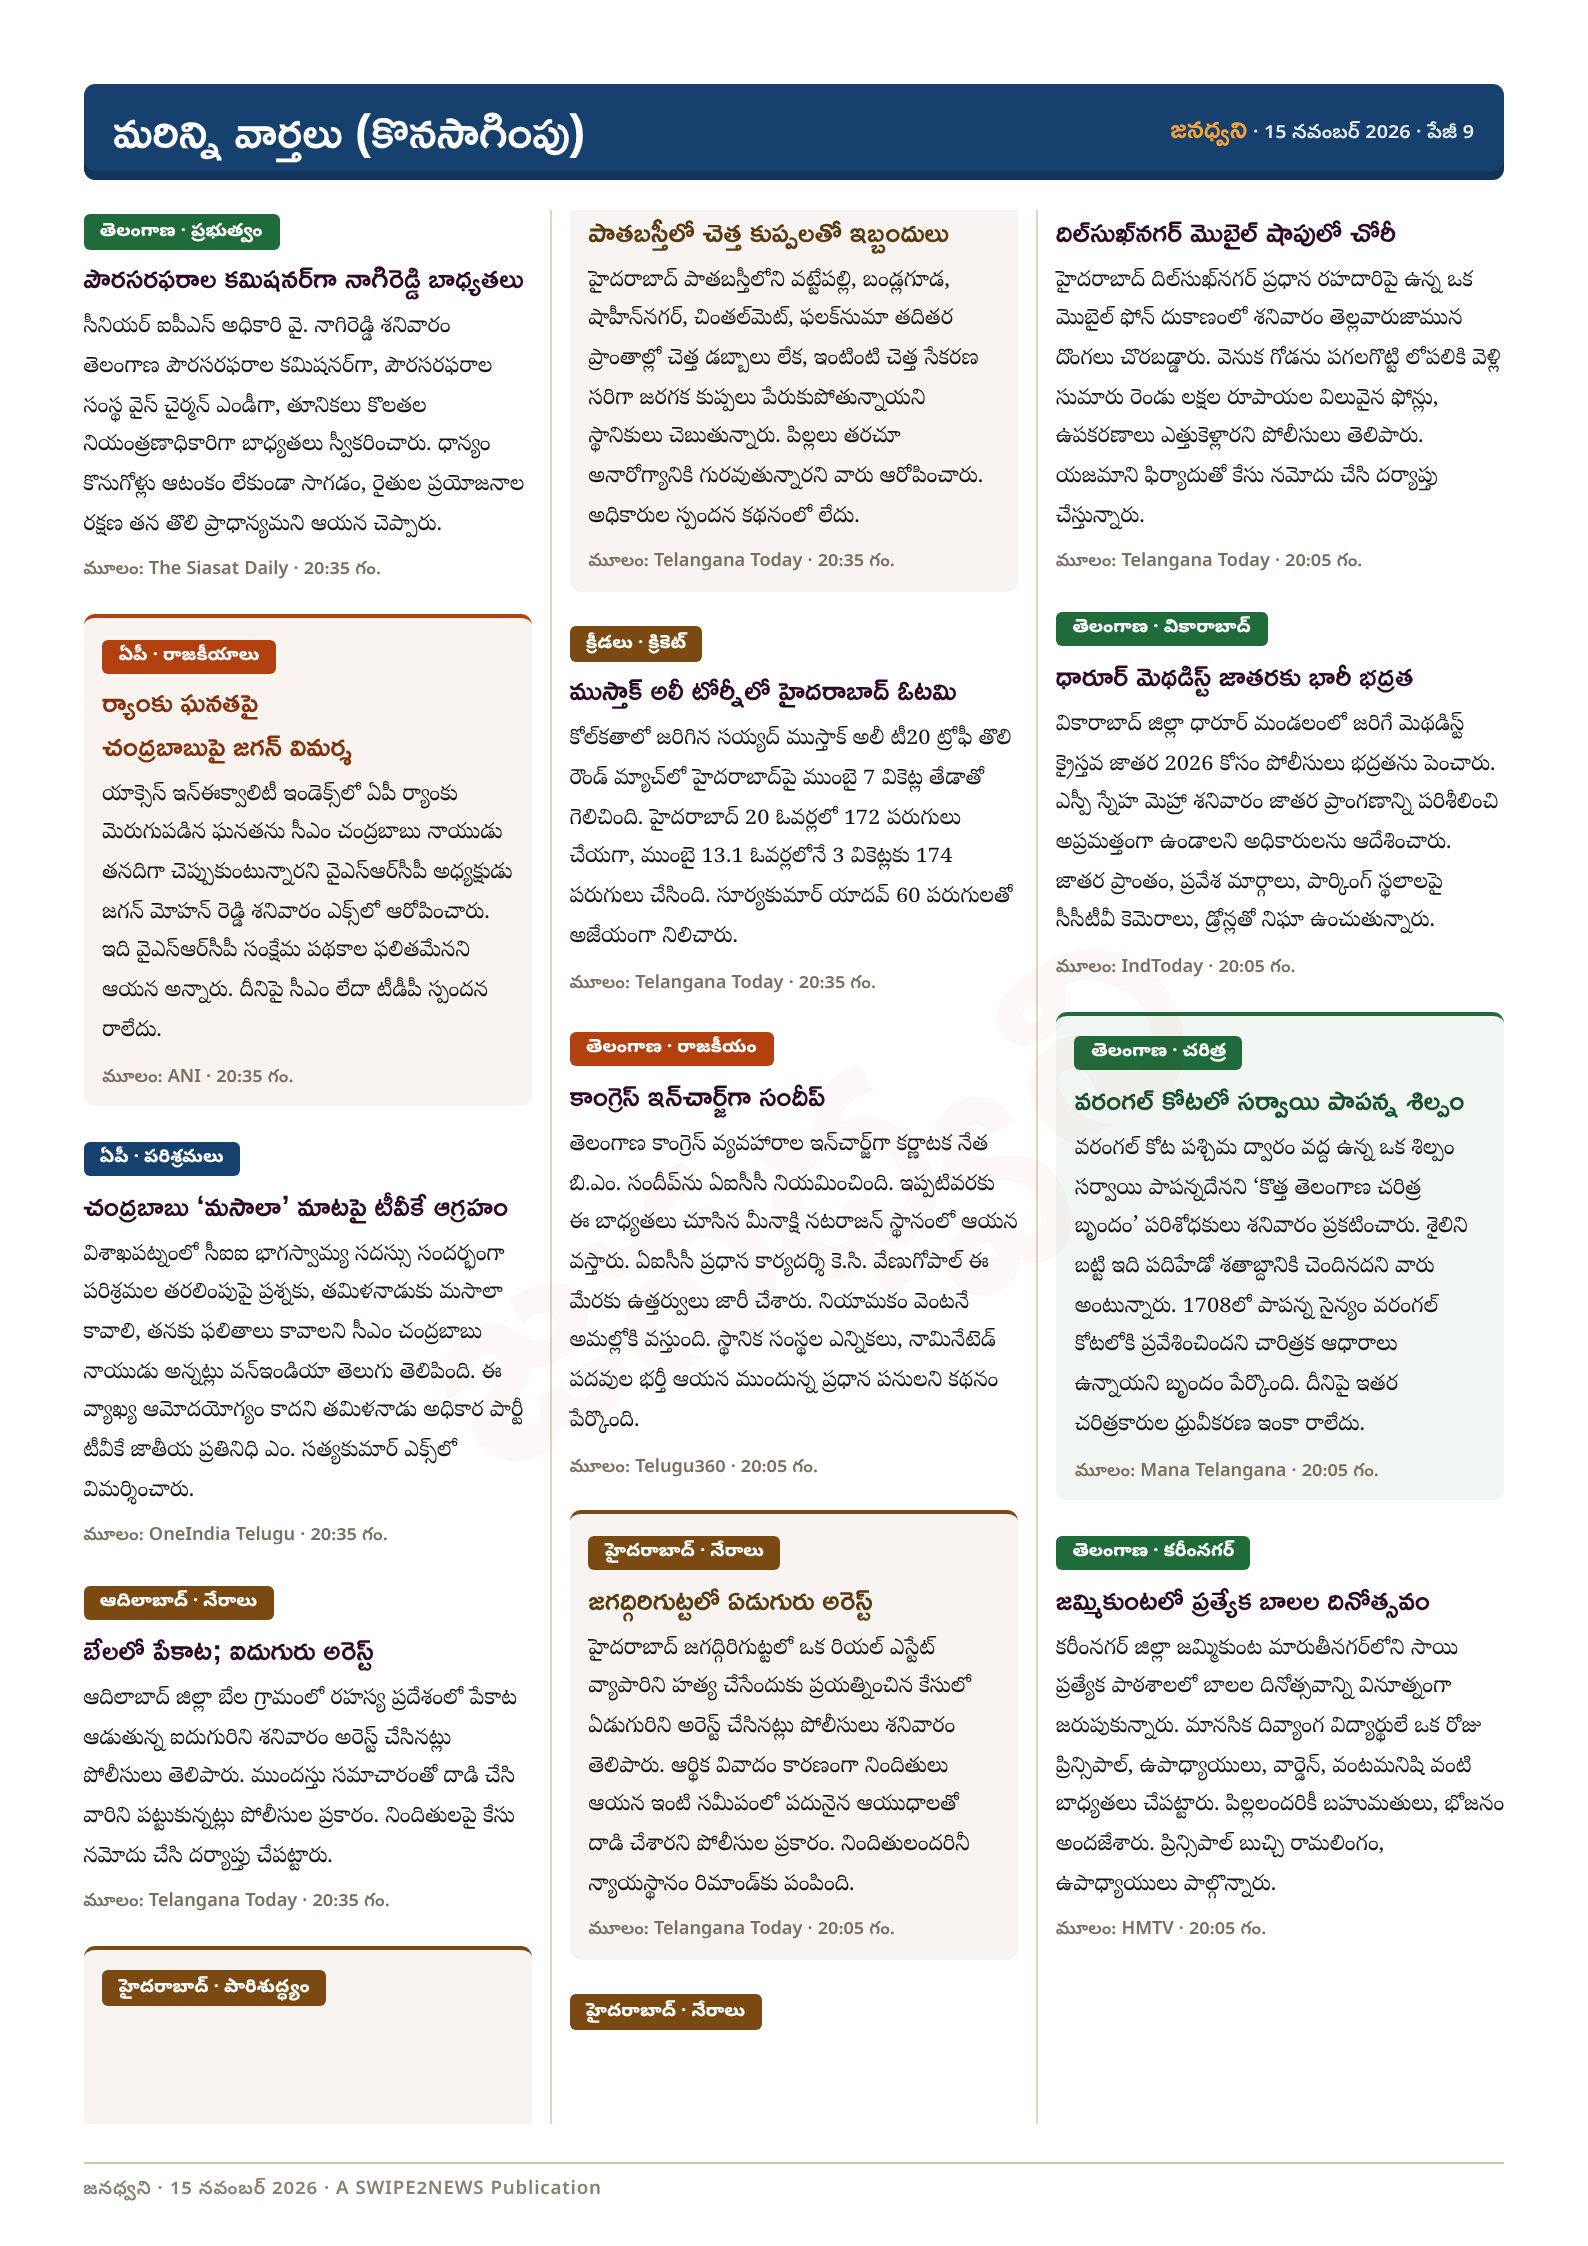 మరిన్ని వార్తలు (కొనసాగింపు)
జనధ్వని · 15 నవంబర్ 2026 · పేజీ 9
తెలంగాణ · ప్రభుత్వం
పౌరసరఫరాల కమిషనర్‌గా నాగిరెడ్డి బాధ్యతలు
సీనియర్ ఐపీఎస్ అధికారి వై. నాగిరెడ్డి శనివారం
తెలంగాణ పౌరసరఫరాల కమిషనర్‌గా, పౌరసరఫరాల
సంస్థ వైస్ చైర్మన్ ఎండీగా, తూనికలు కొలతల
నియంత్రణాధికారిగా బాధ్యతలు స్వీకరించారు. ధాన్యం
కొనుగోళ్లు ఆటంకం లేకుండా సాగడం, రైతుల ప్రయోజనాల
రక్షణ తన తొలి ప్రాధాన్యమని ఆయన చెప్పారు.
మూలం: The Siasat Daily · 20:35 గం.
ఏపీ · రాజకీయాలు
ర్యాంకు ఘనతపై
చంద్రబాబుపై జగన్ విమర్శ
యాక్సెస్ ఇన్‌ఈక్వాలిటీ ఇండెక్స్‌లో ఏపీ ర్యాంకు
మెరుగుపడిన ఘనతను సీఎం చంద్రబాబు నాయుడు
తనదిగా చెప్పుకుంటున్నారని వైఎస్‌ఆర్‌సీపీ అధ్యక్షుడు
జగన్ మోహన్ రెడ్డి శనివారం ఎక్స్‌లో ఆరోపించారు.
ఇది వైఎస్‌ఆర్‌సీపీ సంక్షేమ పథకాల ఫలితమేనని
ఆయన అన్నారు. దీనిపై సీఎం లేదా టీడీపీ స్పందన
రాలేదు.
మూలం: ANI · 20:35 గం.
ఏపీ · పరిశ్రమలు
చంద్రబాబు ‘మసాలా’ మాటపై టీవీకే ఆగ్రహం
విశాఖపట్నంలో సీఐఐ భాగస్వామ్య సదస్సు సందర్భంగా
పరిశ్రమల తరలింపుపై ప్రశ్నకు, తమిళనాడుకు మసాలా
కావాలి, తనకు ఫలితాలు కావాలని సీఎం చంద్రబాబు
నాయుడు అన్నట్లు వన్‌ఇండియా తెలుగు తెలిపింది. ఈ
వ్యాఖ్య ఆమోదయోగ్యం కాదని తమిళనాడు అధికార పార్టీ
టీవీకే జాతీయ ప్రతినిధి ఎం. సత్యకుమార్ ఎక్స్‌లో
విమర్శించారు.
మూలం: OneIndia Telugu · 20:35 గం.
ఆదిలాబాద్ · నేరాలు
బేలలో పేకాట; ఐదుగురు అరెస్ట్
ఆదిలాబాద్ జిల్లా బేల గ్రామంలో రహస్య ప్రదేశంలో పేకాట
ఆడుతున్న ఐదుగురిని శనివారం అరెస్ట్ చేసినట్లు
పోలీసులు తెలిపారు. ముందస్తు సమాచారంతో దాడి చేసి
వారిని పట్టుకున్నట్లు పోలీసుల ప్రకారం. నిందితులపై కేసు
నమోదు చేసి దర్యాప్తు చేపట్టారు.
మూలం: Telangana Today · 20:35 గం.
హైదరాబాద్ · పారిశుద్ధ్యం
పాతబస్తీలో చెత్త కుప్పలతో ఇబ్బందులు
హైదరాబాద్ పాతబస్తీలోని వట్టేపల్లి, బండ్లగూడ,
షాహీన్‌నగర్, చింతల్‌మెట్, ఫలక్‌నుమా తదితర
ప్రాంతాల్లో చెత్త డబ్బాలు లేక, ఇంటింటి చెత్త సేకరణ
సరిగా జరగక కుప్పలు పేరుకుపోతున్నాయని
స్థానికులు చెబుతున్నారు. పిల్లలు తరచూ
అనారోగ్యానికి గురవుతున్నారని వారు ఆరోపించారు.
అధికారుల స్పందన కథనంలో లేదు.
మూలం: Telangana Today · 20:35 గం.
క్రీడలు · క్రికెట్
ముస్తాక్ అలీ టోర్నీలో హైదరాబాద్ ఓటమి
కోల్‌కతాలో జరిగిన సయ్యద్ ముస్తాక్ అలీ టీ20 ట్రోఫీ తొలి
రౌండ్ మ్యాచ్‌లో హైదరాబాద్‌పై ముంబై 7 వికెట్ల తేడాతో
గెలిచింది. హైదరాబాద్ 20 ఓవర్లలో 172 పరుగులు
చేయగా, ముంబై 13.1 ఓవర్లలోనే 3 వికెట్లకు 174
పరుగులు చేసింది. సూర్యకుమార్ యాదవ్ 60 పరుగులతో
అజేయంగా నిలిచారు.
మూలం: Telangana Today · 20:35 గం.
తెలంగాణ · రాజకీయం
కాంగ్రెస్ ఇన్‌చార్జ్‌గా సందీప్
తెలంగాణ కాంగ్రెస్ వ్యవహారాల ఇన్‌చార్జ్‌గా కర్ణాటక నేత
బి.ఎం. సందీప్‌ను ఏఐసీసీ నియమించింది. ఇప్పటివరకు
ఈ బాధ్యతలు చూసిన మీనాక్షి నటరాజన్ స్థానంలో ఆయన
వస్తారు. ఏఐసీసీ ప్రధాన కార్యదర్శి కె.సి. వేణుగోపాల్ ఈ
మేరకు ఉత్తర్వులు జారీ చేశారు. నియామకం వెంటనే
అమల్లోకి వస్తుంది. స్థానిక సంస్థల ఎన్నికలు, నామినేటెడ్
పదవుల భర్తీ ఆయన ముందున్న ప్రధాన పనులని కథనం
పేర్కొంది.
మూలం: Telugu360 · 20:05 గం.
హైదరాబాద్ · నేరాలు
జగద్గిరిగుట్టలో ఏడుగురు అరెస్ట్
హైదరాబాద్ జగద్గిరిగుట్టలో ఒక రియల్ ఎస్టేట్
వ్యాపారిని హత్య చేసేందుకు ప్రయత్నించిన కేసులో
ఏడుగురిని అరెస్ట్ చేసినట్లు పోలీసులు శనివారం
తెలిపారు. ఆర్థిక వివాదం కారణంగా నిందితులు
ఆయన ఇంటి సమీపంలో పదునైన ఆయుధాలతో
దాడి చేశారని పోలీసుల ప్రకారం. నిందితులందరినీ
న్యాయస్థానం రిమాండ్‌కు పంపింది.
మూలం: Telangana Today · 20:05 గం.
హైదరాబాద్ · నేరాలు
దిల్‌సుఖ్‌నగర్ మొబైల్ షాపులో చోరీ
హైదరాబాద్ దిల్‌సుఖ్‌నగర్ ప్రధాన రహదారిపై ఉన్న ఒక
మొబైల్ ఫోన్ దుకాణంలో శనివారం తెల్లవారుజామున
దొంగలు చొరబడ్డారు. వెనుక గోడను పగలగొట్టి లోపలికి వెళ్లి
సుమారు రెండు లక్షల రూపాయల విలువైన ఫోన్లు,
ఉపకరణాలు ఎత్తుకెళ్లారని పోలీసులు తెలిపారు.
యజమాని ఫిర్యాదుతో కేసు నమోదు చేసి దర్యాప్తు
చేస్తున్నారు.
మూలం: Telangana Today · 20:05 గం.
తెలంగాణ · వికారాబాద్
ధారూర్ మెథడిస్ట్ జాతరకు భారీ భద్రత
వికారాబాద్ జిల్లా ధారూర్ మండలంలో జరిగే మెథడిస్ట్
క్రైస్తవ జాతర 2026 కోసం పోలీసులు భద్రతను పెంచారు.
ఎస్పీ స్నేహ మెహ్రా శనివారం జాతర ప్రాంగణాన్ని పరిశీలించి
అప్రమత్తంగా ఉండాలని అధికారులను ఆదేశించారు.
జాతర ప్రాంతం, ప్రవేశ మార్గాలు, పార్కింగ్ స్థలాలపై
సీసీటీవీ కెమెరాలు, డ్రోన్లతో నిఘా ఉంచుతున్నారు.
మూలం: IndToday · 20:05 గం.
తెలంగాణ · చరిత్ర
వరంగల్ కోటలో సర్వాయి పాపన్న శిల్పం
వరంగల్ కోట పశ్చిమ ద్వారం వద్ద ఉన్న ఒక శిల్పం
సర్వాయి పాపన్నదేనని ‘కొత్త తెలంగాణ చరిత్ర
బృందం’ పరిశోధకులు శనివారం ప్రకటించారు. శైలిని
బట్టి ఇది పదిహేడో శతాబ్దానికి చెందినదని వారు
అంటున్నారు. 1708లో పాపన్న సైన్యం వరంగల్
కోటలోకి ప్రవేశించిందని చారిత్రక ఆధారాలు
ఉన్నాయని బృందం పేర్కొంది. దీనిపై ఇతర
చరిత్రకారుల ధ్రువీకరణ ఇంకా రాలేదు.
మూలం: Mana Telangana · 20:05 గం.
తెలంగాణ · కరీంనగర్
జమ్మికుంటలో ప్రత్యేక బాలల దినోత్సవం
కరీంనగర్ జిల్లా జమ్మికుంట మారుతీనగర్‌లోని సాయి
ప్రత్యేక పాఠశాలలో బాలల దినోత్సవాన్ని వినూత్నంగా
జరుపుకున్నారు. మానసిక దివ్యాంగ విద్యార్థులే ఒక రోజు
ప్రిన్సిపాల్, ఉపాధ్యాయులు, వార్డెన్, వంటమనిషి వంటి
బాధ్యతలు చేపట్టారు. పిల్లలందరికీ బహుమతులు, భోజనం
అందజేశారు. ప్రిన్సిపాల్ బుచ్చి రామలింగం,
ఉపాధ్యాయులు పాల్గొన్నారు.
మూలం: HMTV · 20:05 గం.
జనధ్వని
జనధ్వని · 15 నవంబర్ 2026 · A SWIPE2NEWS Publication